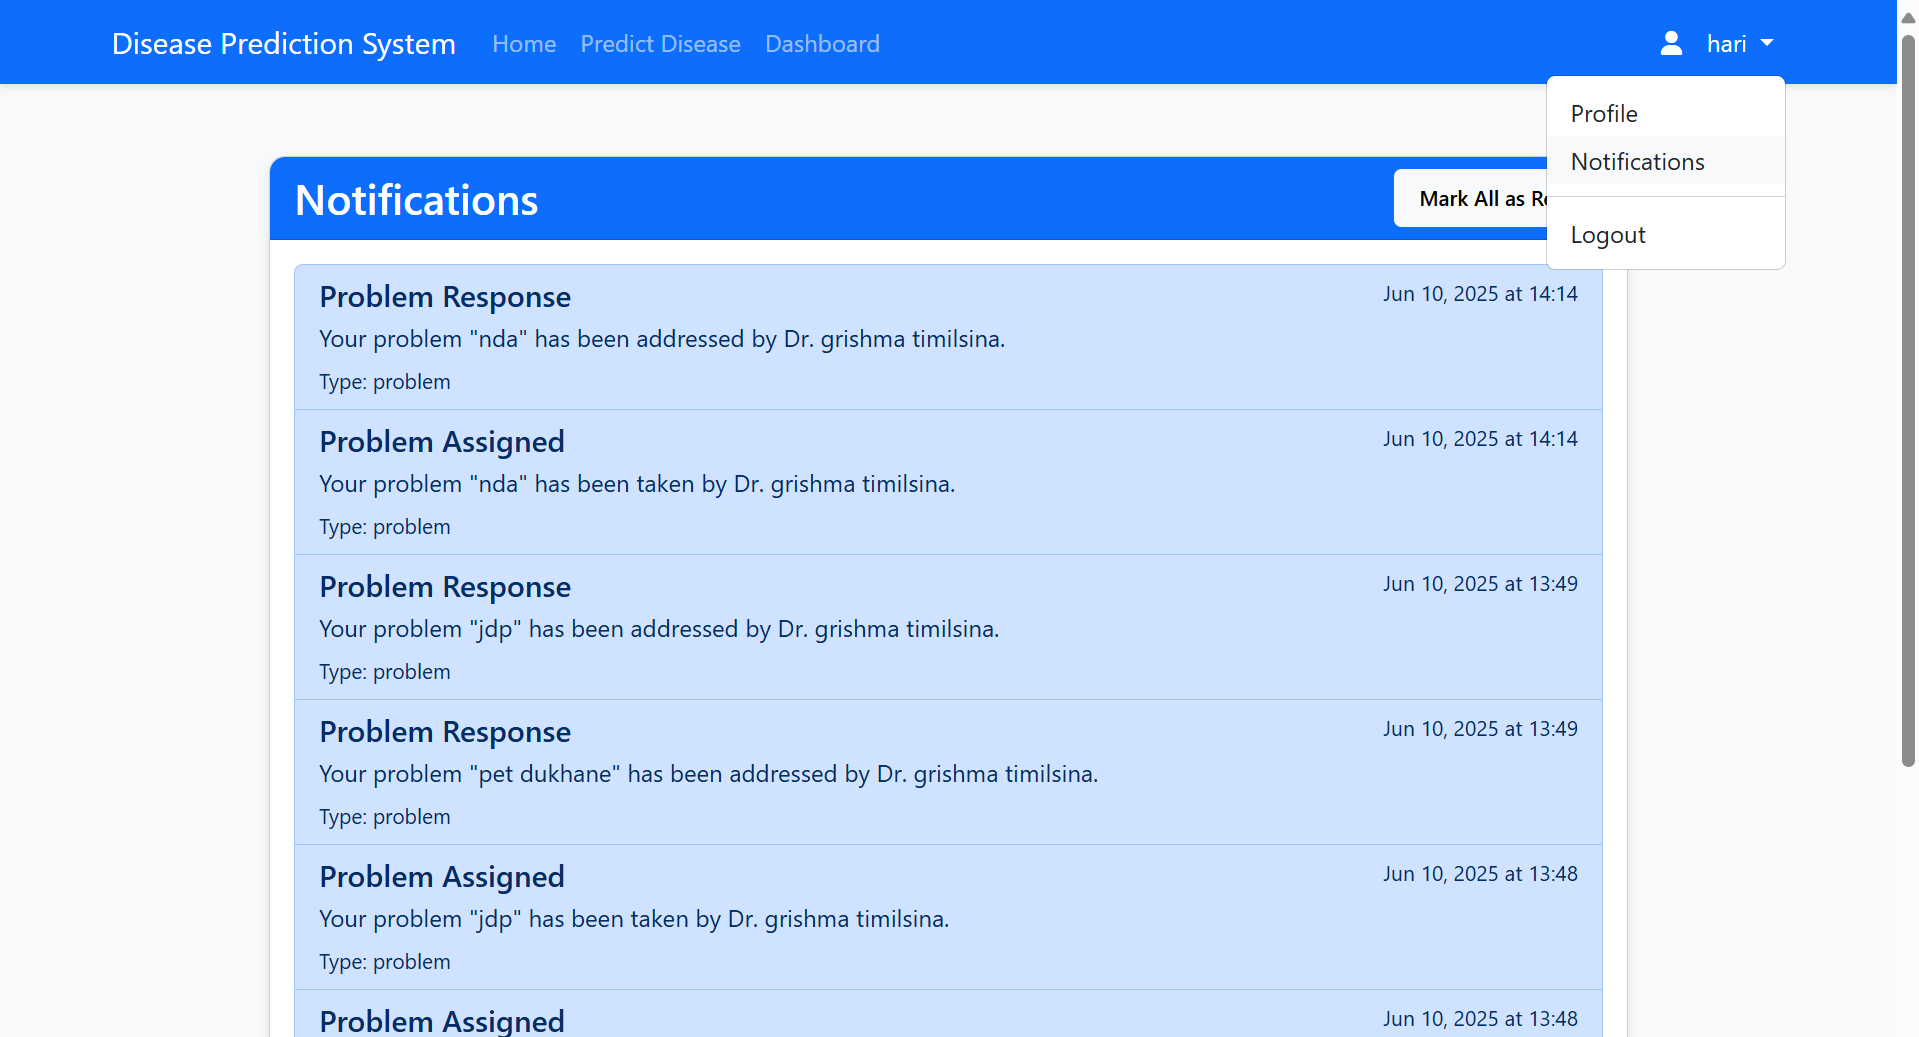 Disease Prediction System Home Predict Disease Dashboard hari
Profile
Notifications
Logout
Notifications
Mark All as Re
Problem Response Jun 10, 2025 at 14:14
Your problem "nda" has been addressed by Dr. grishma timilsina.
Type: problem
Problem Assigned Jun 10, 2025 at 14:14
Your problem "nda" has been taken by Dr. grishma timilsina.
Type: problem
Problem Response Jun 10, 2025 at 13:49
Your problem "jdp" has been addressed by Dr. grishma timilsina.
Type: problem
Problem Response Jun 10, 2025 at 13:49
Your problem "pet dukhane" has been addressed by Dr. grishma timilsina.
Type: problem
Problem Assigned Jun 10, 2025 at 13:48
Your problem "jdp" has been taken by Dr. grishma timilsina.
Type: problem
Problem Assigned Jun 10, 2025 at 13:48